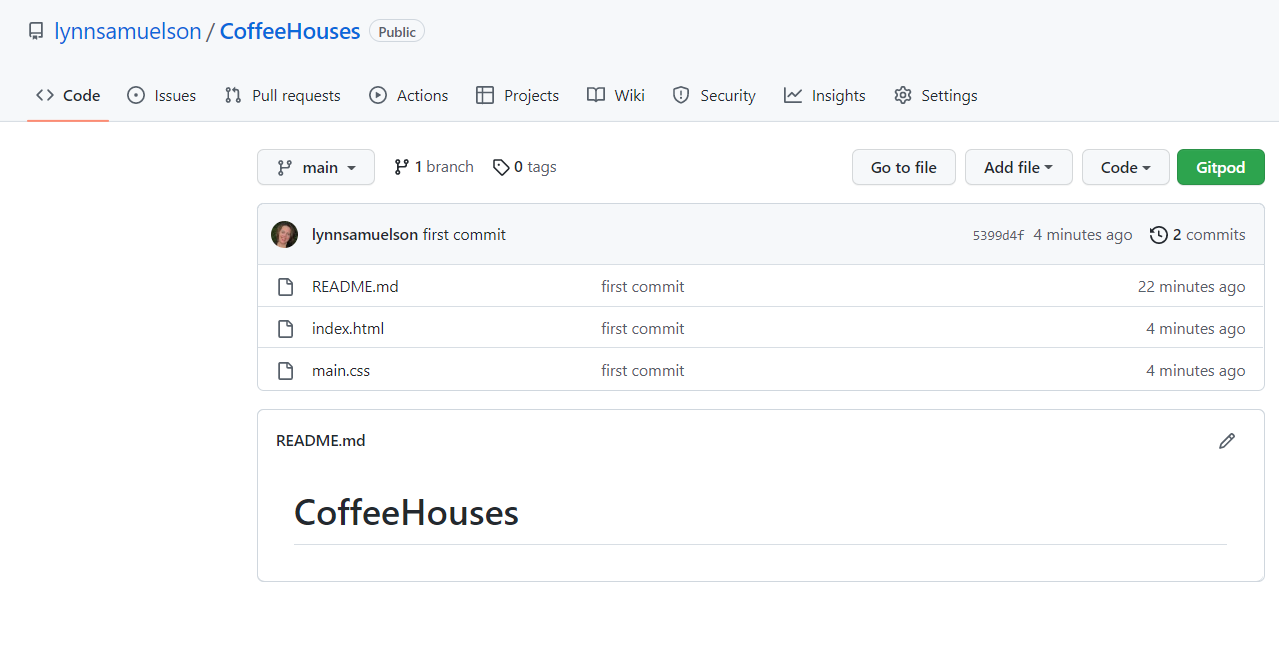 lynnsamuelson / CoffeeHouses Public
Code Issues Pull requests Actions Projects Wiki Security Insights Settings
main 1 branch 0 tags Go to file Add file Code Gitpod
lynnsamuelson first commit 5399d4f 4 minutes ago 2 commits
README.md first commit 22 minutes ago
index.html first commit 4 minutes ago
main.css first commit 4 minutes ago
README.md
CoffeeHouses